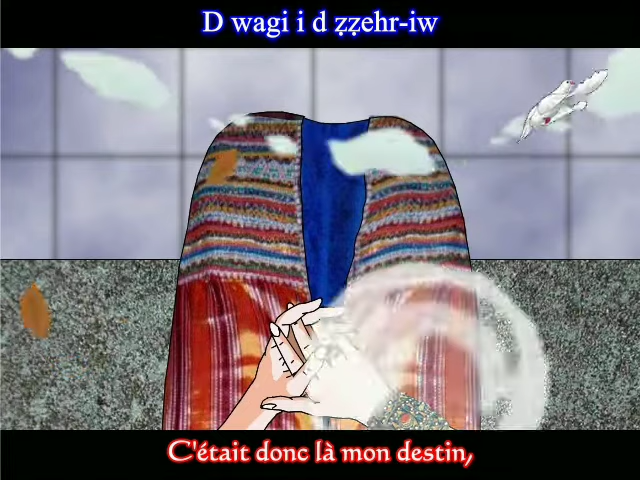 D wagi i d ẓẓehr-iw
C'était donc là mon destin,